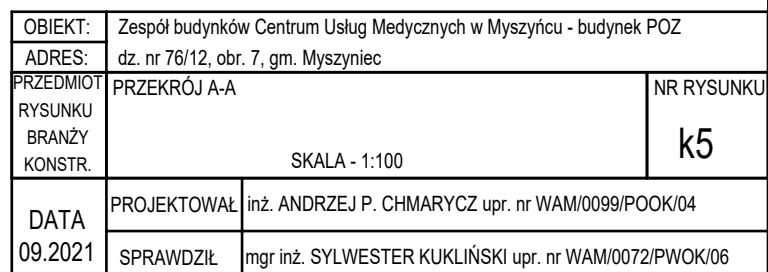 OBIEKT: Zespół budynków Centrum Usług Medycznych w Myszyńcu - budynek POZ
ADRES: dz. nr 76/12, obr. 7, gm. Myszyniec
PRZEDMIOT RYSUNKU BRANŻY KONSTR.
PRZEKRÓJ A-A
SKALA - 1:100
NR RYSUNKU
k5
DATA 09.2021
PROJEKTOWAŁ inż. ANDRZEJ P. CHMARYCZ upr. nr WAM/0099/POOK/04
SPRAWDZIŁ mgr inż. SYLWESTER KUKLIŃSKI upr. nr WAM/0072/PWOK/06